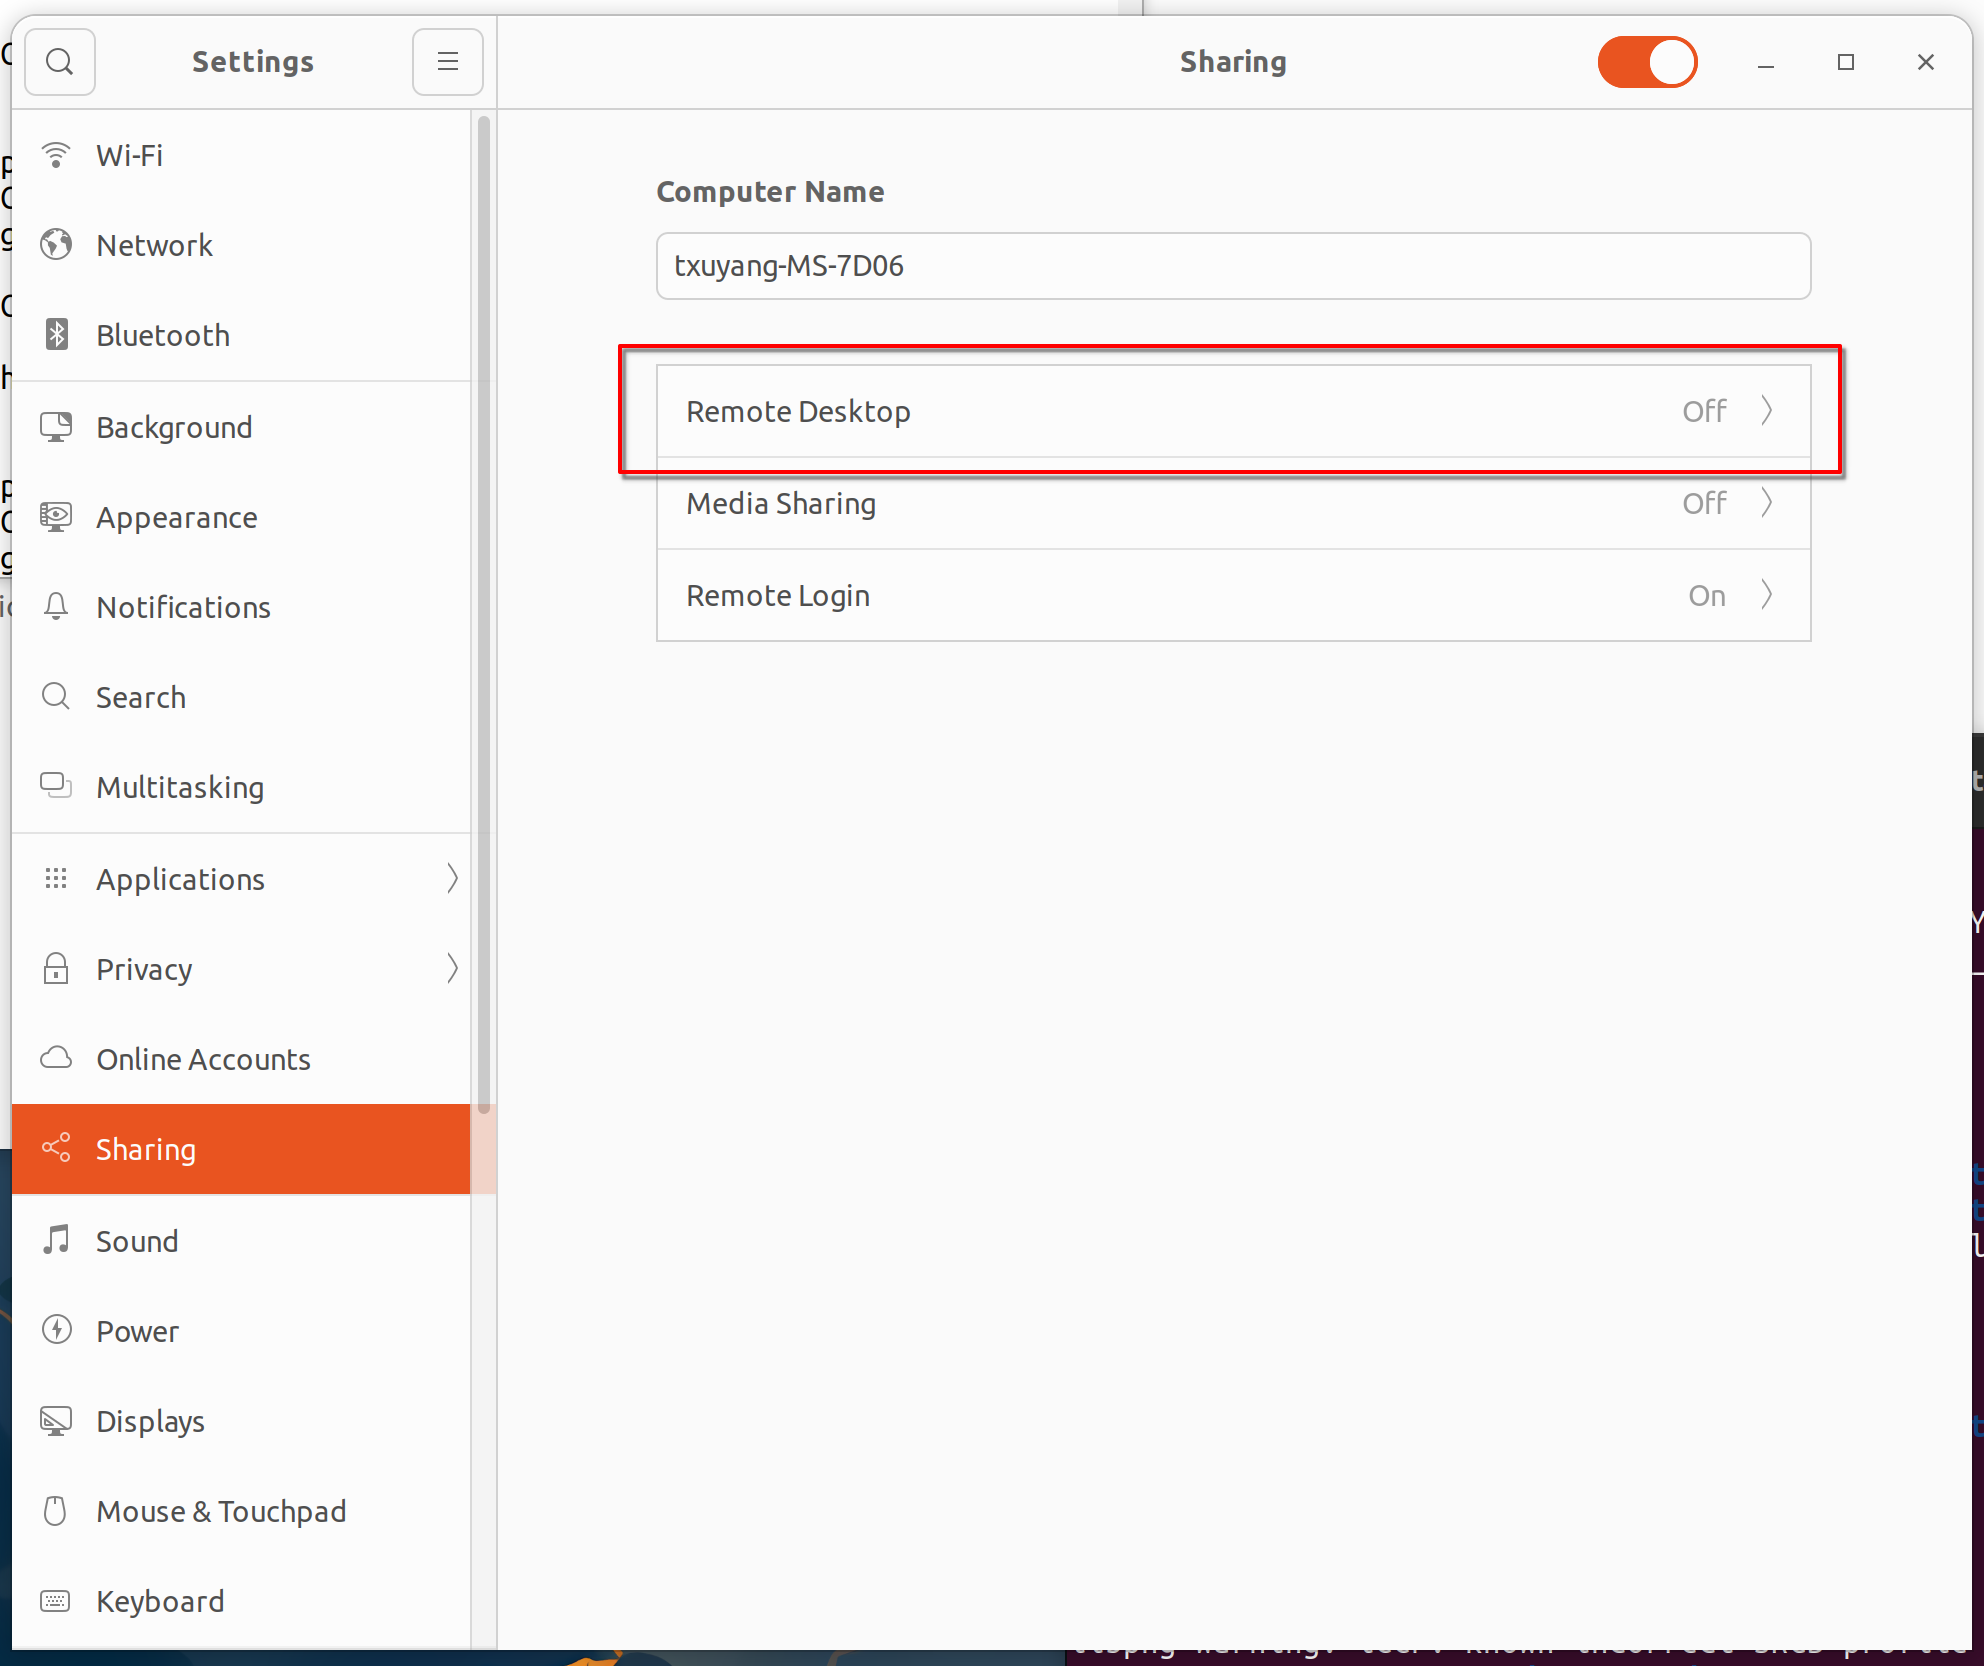 Settings
Sharing
Wi-Fi
Network
Bluetooth
Background
Appearance
Notifications
Search
Multitasking
Applications
Privacy
Online Accounts
Sharing
Sound
Power
Displays
Mouse & Touchpad
Keyboard
Computer Name
txuyang-MS-7D06
Remote Desktop Off
Media Sharing Off
Remote Login On